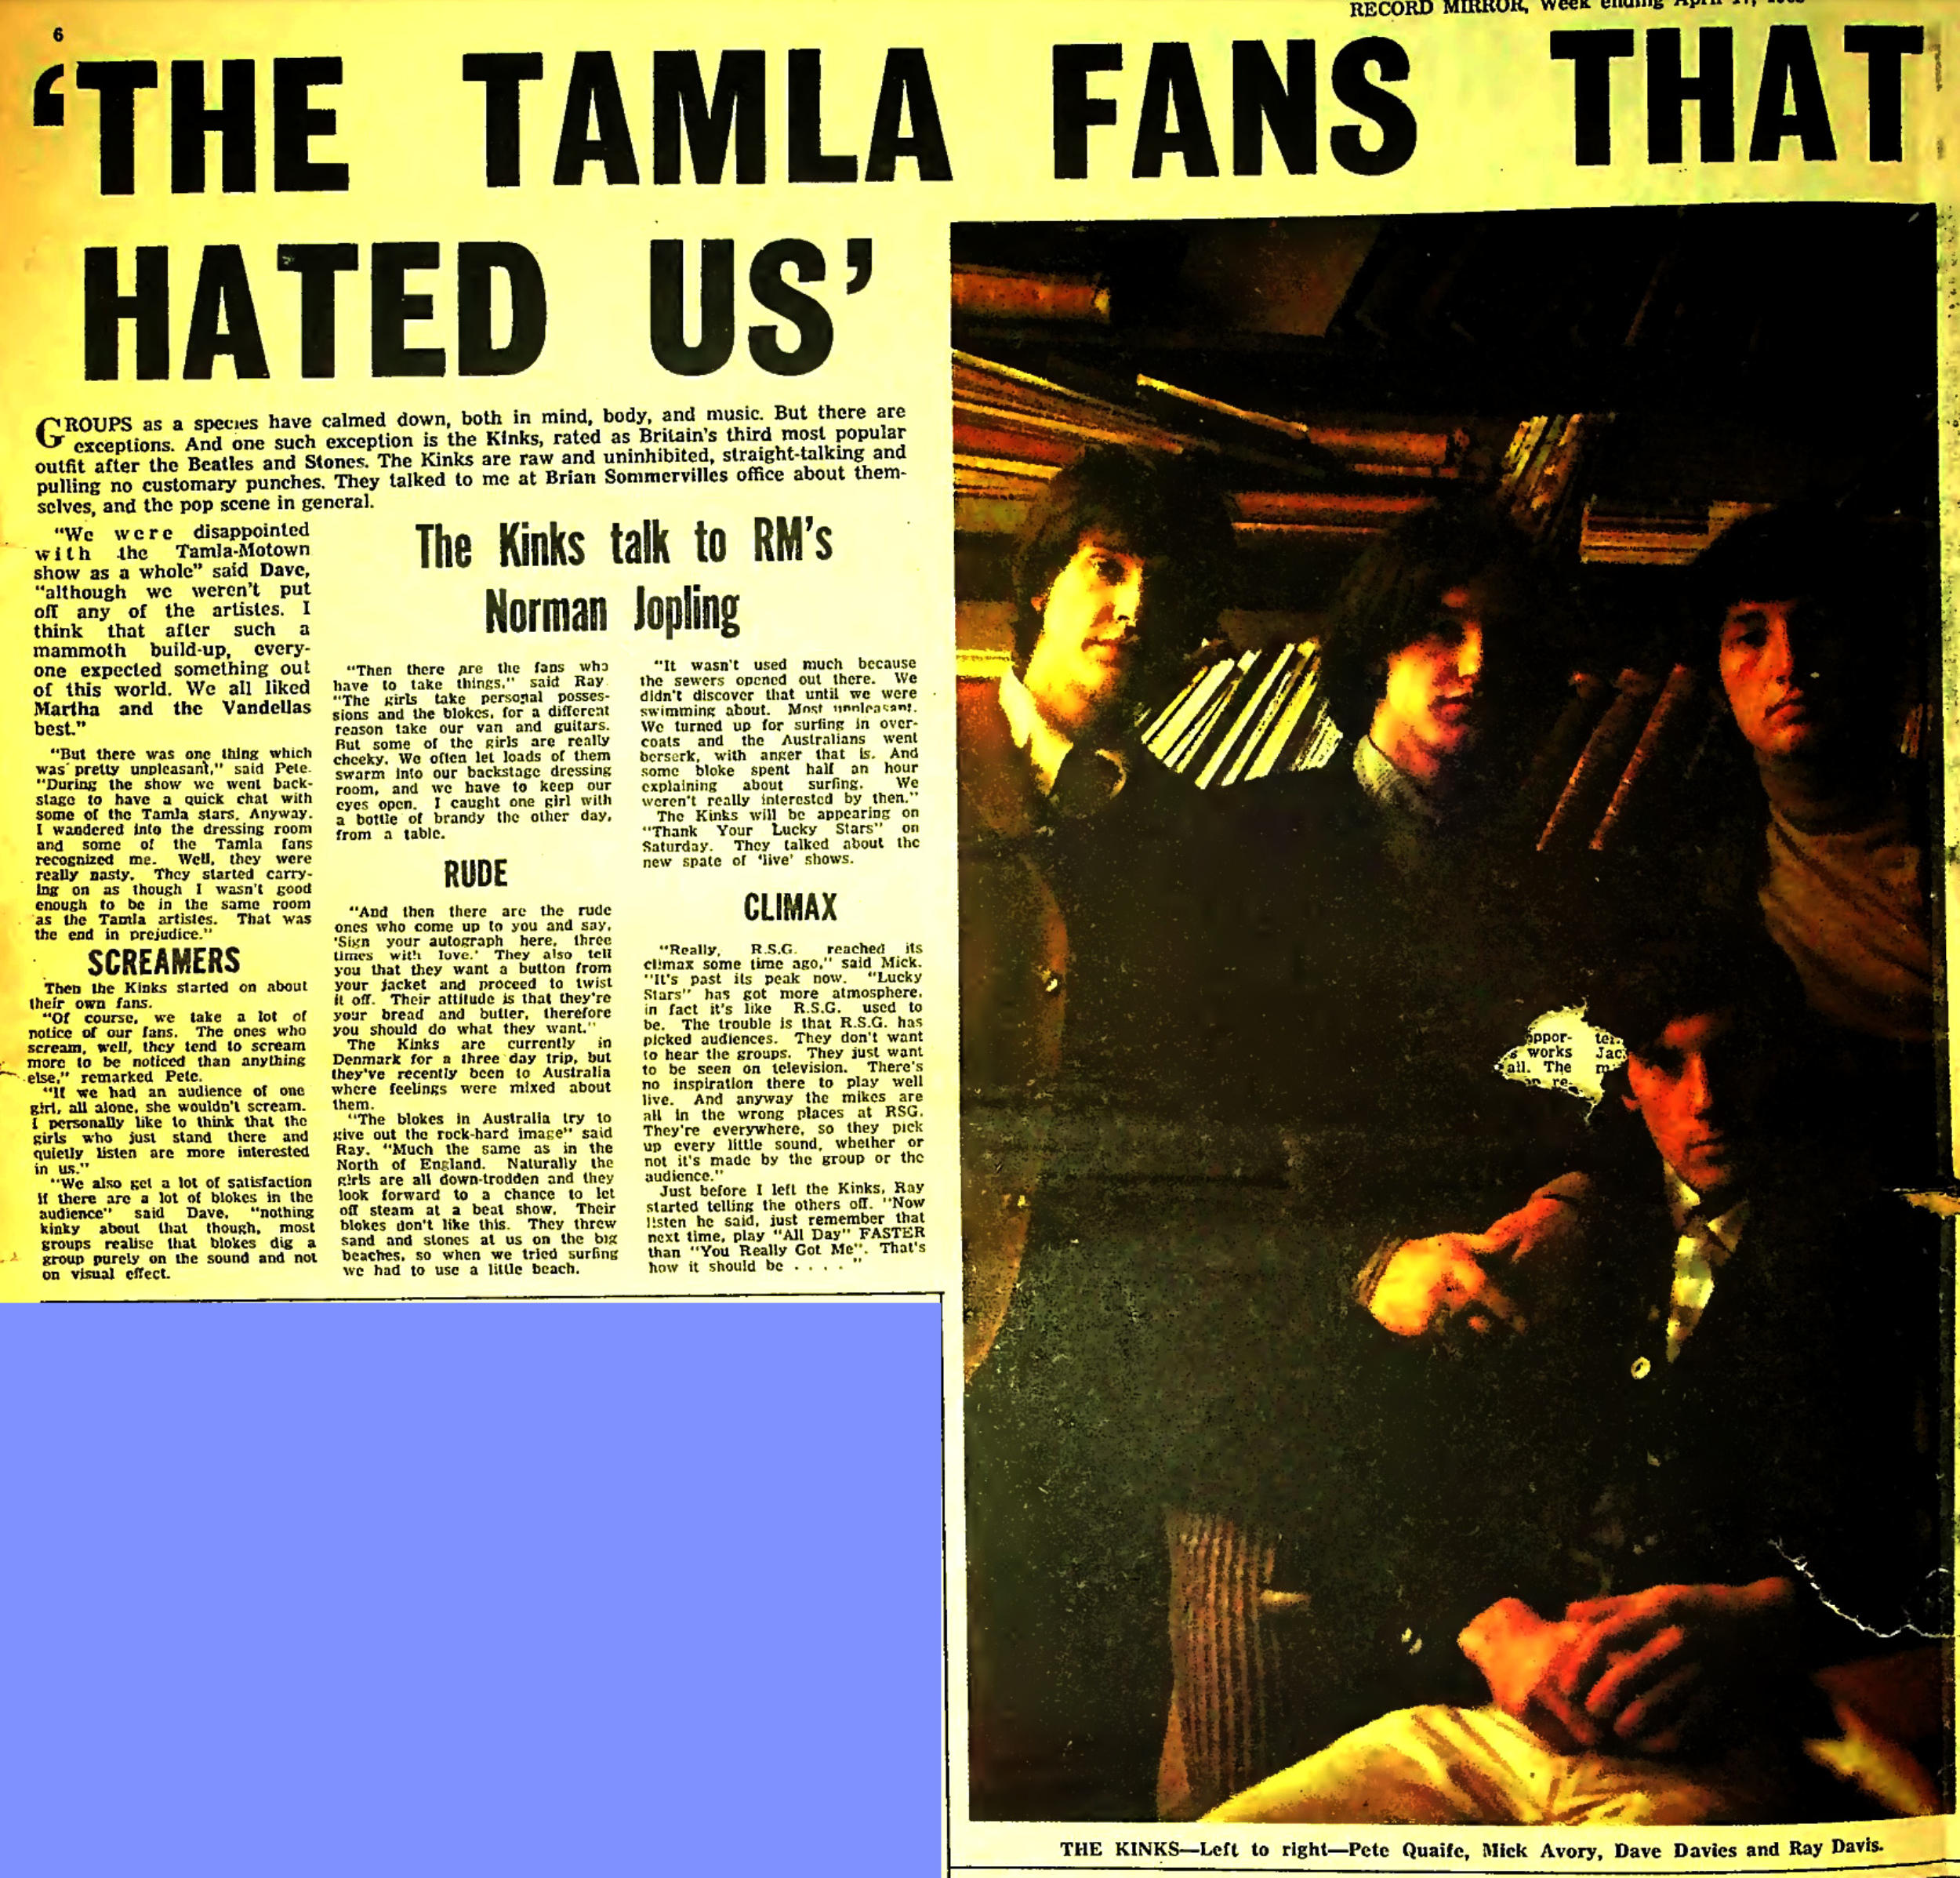 6
RECORD MIRROR, Week ending April 17,
‘THE TAMLA FANS THAT
HATED US’
GROUPS as a species have calmed down, both in mind, body, and music. But there are
exceptions. And one such exception is the Kinks, rated as Britain's third most popular
outfit after the Beatles and Stones. The Kinks are raw and uninhibited, straight-talking and
pulling no customary punches. They talked to me at Brian Sommervilles office about them-
selves, and the pop scene in general.
The Kinks talk to RM's
Norman Jopling
"We were disappointed
with the Tamla-Motown
show as a whole" said Dave,
"although we weren't put
off any of the artistes. I
think that after such a
mammoth build-up, every-
one expected something out
of this world. We all liked
Martha and the Vandellas
best."
"But there was one thing which
was pretty unpleasant," said Pete.
"During the show we went back-
stage to have a quick chat with
some of the Tamla stars. Anyway.
I wandered into the dressing room
and some of the Tamla fans
recognized me. Well, they were
really nasty. They started carry-
ing on as though I wasn't good
enough to be in the same room
as the Tamla artistes. That was
the end in prejudice."
SCREAMERS
Then the Kinks started on about
their own fans.
"Of course, we take a lot of
notice of our fans. The ones who
scream, well, they tend to scream
more to be noticed than anything
else," remarked Pete.
"If we had an audience of one
girl, all alone, she wouldn't scream.
I personally like to think that the
girls who just stand there and
quietly listen are more interested
in us."
"We also get a lot of satisfaction
if there are a lot of blokes in the
audience" said Dave, "nothing
kinky about that though, most
groups realise that blokes dig a
group purely on the sound and not
on visual effect.
"Then there are the fans who
have to take things," said Ray.
"The girls take personal posses-
sions and the blokes, for a different
reason take our van and guitars.
But some of the girls are really
cheeky. We often let loads of them
swarm into our backstage dressing
room, and we have to keep our
eyes open. I caught one girl with
a bottle of brandy the other day,
from a table.
RUDE
"And then there are the rude
ones who come up to you and say,
'Sign your autograph here, three
times with love.' They also tell
you that they want a button from
your jacket and proceed to twist
it off. Their attitude is that they're
your bread and butter, therefore
you should do what they want."
The Kinks are currently in
Denmark for a three day trip, but
they've recently been to Australia
where feelings were mixed about
them.
"The blokes in Australia try to
give out the rock-hard image" said
Ray. "Much the same as in the
North of England. Naturally the
girls are all down-trodden and they
look forward to a chance to let
off steam at a beat show. Their
blokes don't like this. They threw
sand and stones at us on the big
beaches, so when we tried surfing
we had to use a little beach.
"It wasn't used much because
the sewers opened out there. We
didn't discover that until we were
swimming about. Most unpleasant.
We turned up for surfing in over-
coats and the Australians went
berserk, with anger that is. And
some bloke spent half an hour
explaining about surfing. We
weren't really interested by then."
The Kinks will be appearing on
"Thank Your Lucky Stars" on
Saturday. They talked about the
new spate of 'live' shows.
CLIMAX
"Really, R.S.G. reached its
climax some time ago," said Mick.
"It's past its peak now. "Lucky
Stars" has got more atmosphere,
in fact it's like R.S.G. used to
be. The trouble is that R.S.G. has
picked audiences. They don't want
to hear the groups. They just want
to be seen on television. There's
no inspiration there to play well
live. And anyway the mikes are
all in the wrong places at RSG.
They're everywhere, so they pick
up every little sound, whether or
not it's made by the group or the
audience."
Just before I left the Kinks, Ray
started telling the others off. "Now
listen he said, just remember that
next time, play "All Day" FASTER
than "You Really Got Me". That's
how it should be . . . . "
oppor-
works Jac
all. The
re-
THE KINKS—Left to right—Pete Quaife, Mick Avory, Dave Davies and Ray Davis.